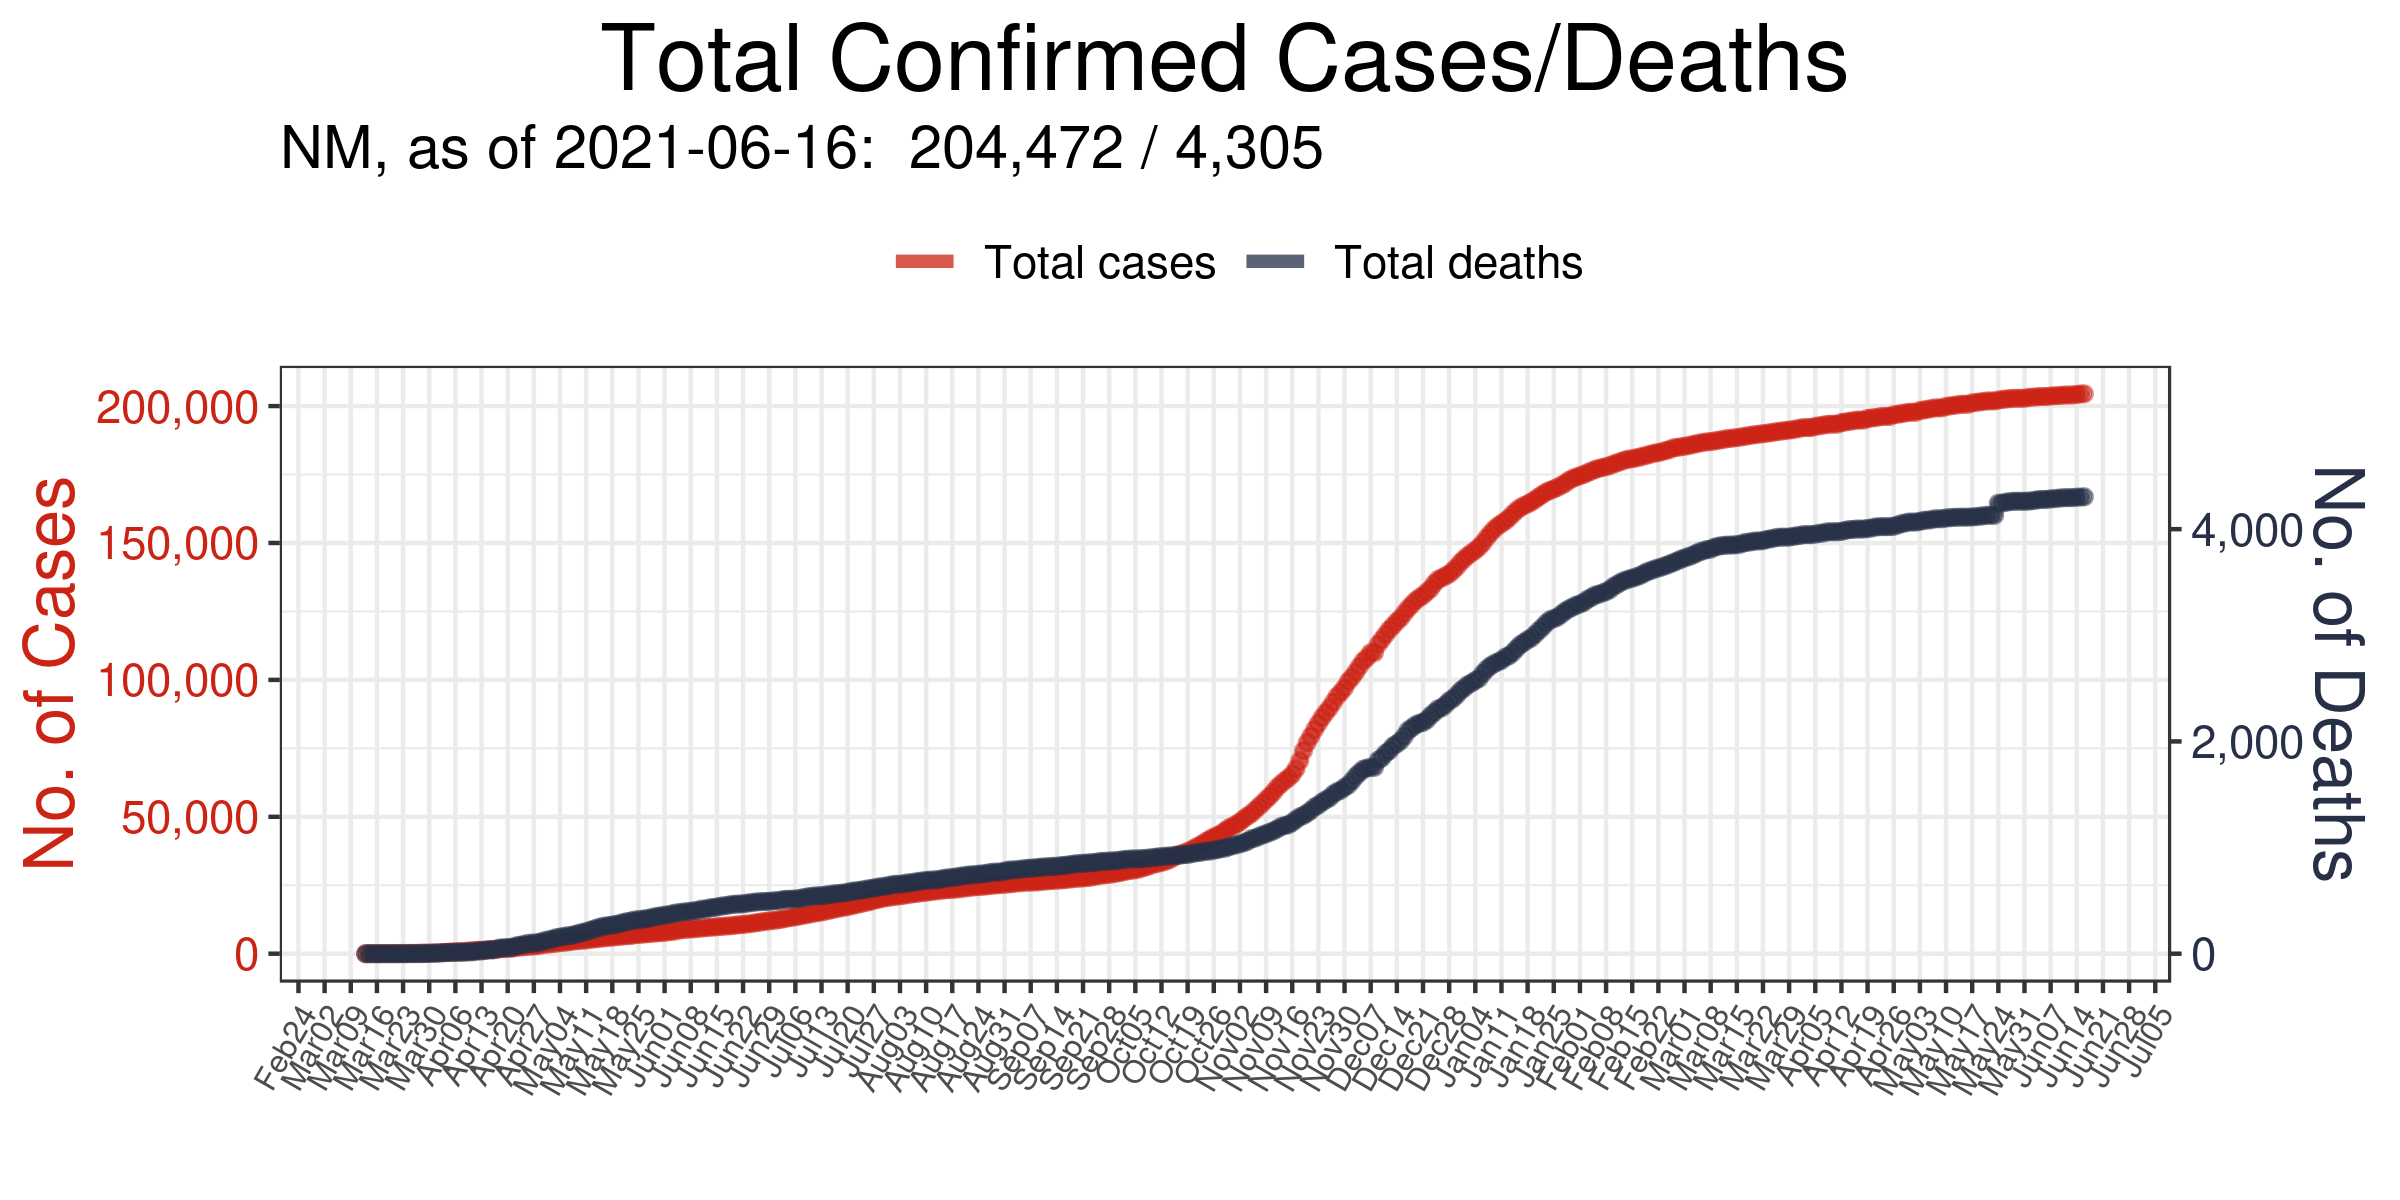 Total Confirmed Cases/Deaths
NM, as of 2021-06-16: 204,472 / 4,305
Total cases
Total deaths
No. of Cases
200,000
150,000
100,000
50,000
0
4,000
2,000
0
No. of Deaths
Feb24
Mar02
Mar09
Mar16
Mar23
Mar30
Apr06
Apr13
Apr20
Apr27
May04
May11
May18
May25
Jun01
Jun08
Jun15
Jun22
Jun29
Jul06
Jul13
Jul20
Jul27
Aug03
Aug10
Aug17
Aug24
Aug31
Sep07
Sep14
Sep21
Sep28
Oct05
Oct12
Oct19
Oct26
Nov02
Nov09
Nov16
Nov23
Nov30
Dec07
Dec14
Dec21
Dec28
Jan04
Jan11
Jan18
Jan25
Feb01
Feb08
Feb15
Feb22
Mar01
Mar08
Mar15
Mar22
Mar29
Apr05
Apr12
Apr19
Apr26
May03
May10
May17
May24
May31
Jun07
Jun14
Jun21
Jun28
Jul05